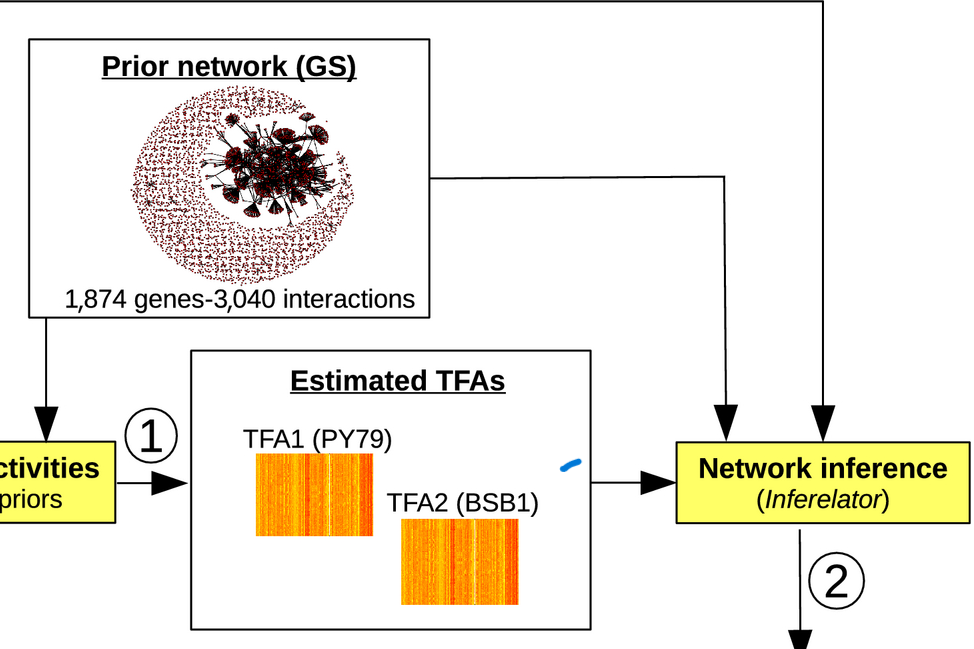 Prior network (GS)
1,874 genes-3,040 interactions
Estimated TFAs
1
TFA1 (PY79)
TFA2 (BSB1)
ctivities
priors
Network inference
(Inferelator)
2